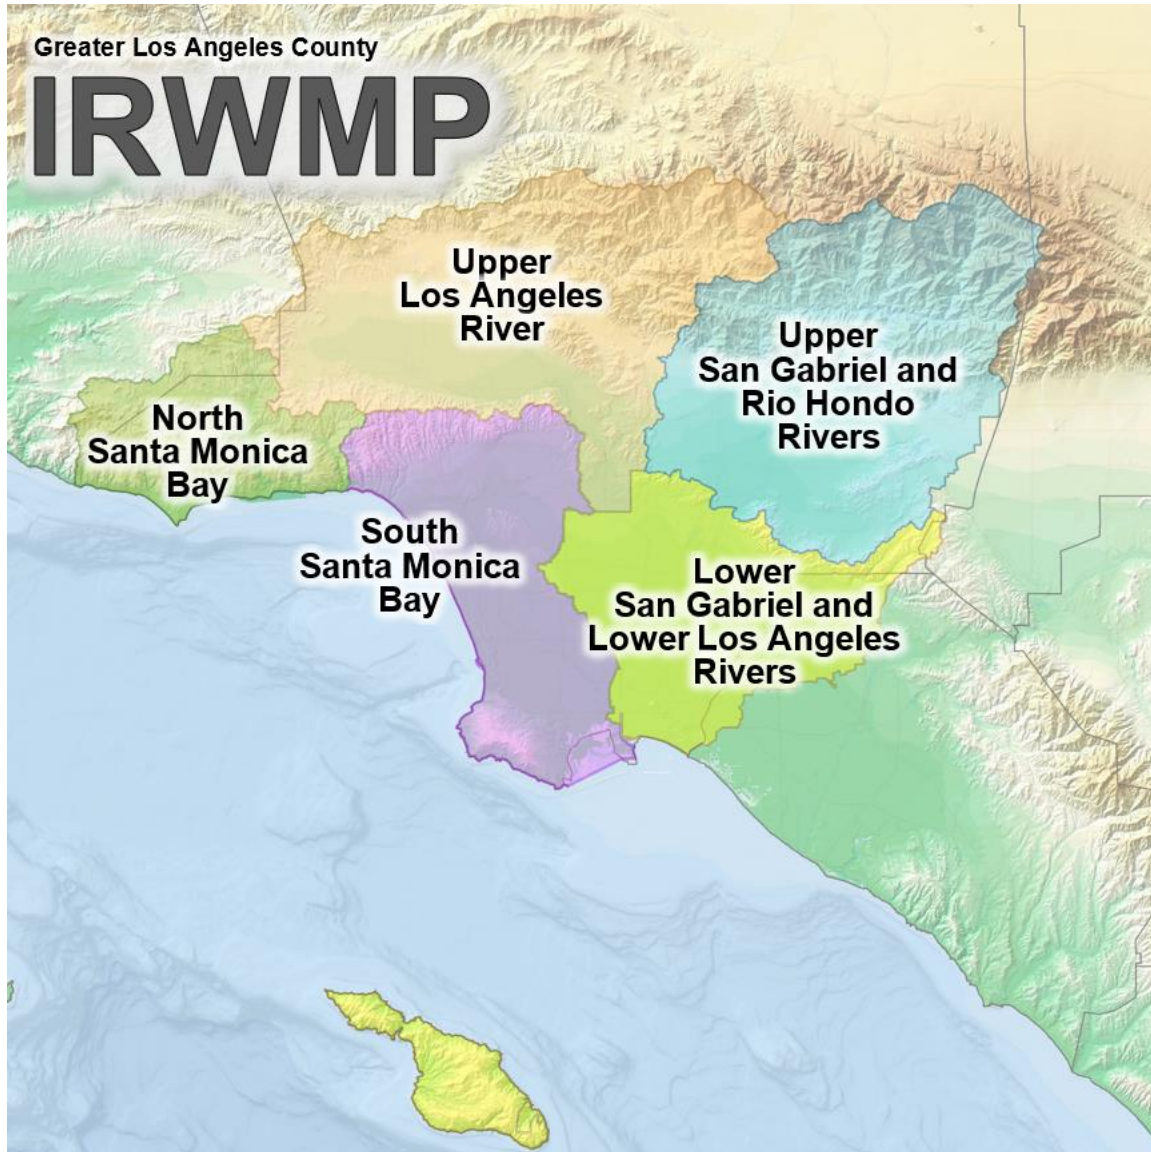 Greater Los Angeles County
IRWMP
Upper
Los Angeles
River
Upper
San Gabriel and
Rio Hondo
Rivers
North
Santa Monica
Bay
South
Santa Monica
Bay
Lower
San Gabriel and
Lower Los Angeles
Rivers